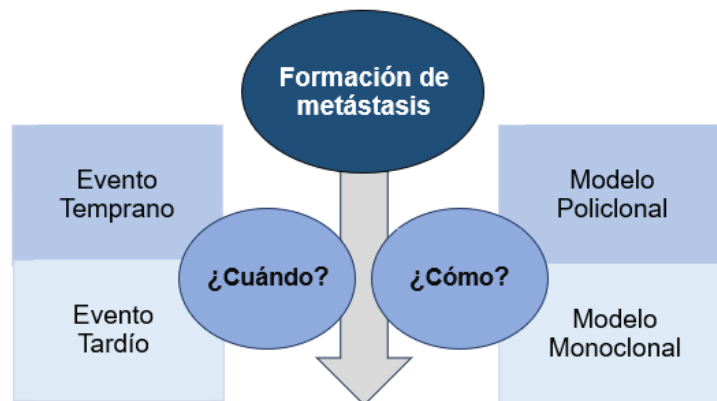 Formación de
metástasis
Evento
Temprano
¿Cuándo?
Evento
Tardío
¿Cómo?
Modelo
Policlonal
Modelo
Monoclonal